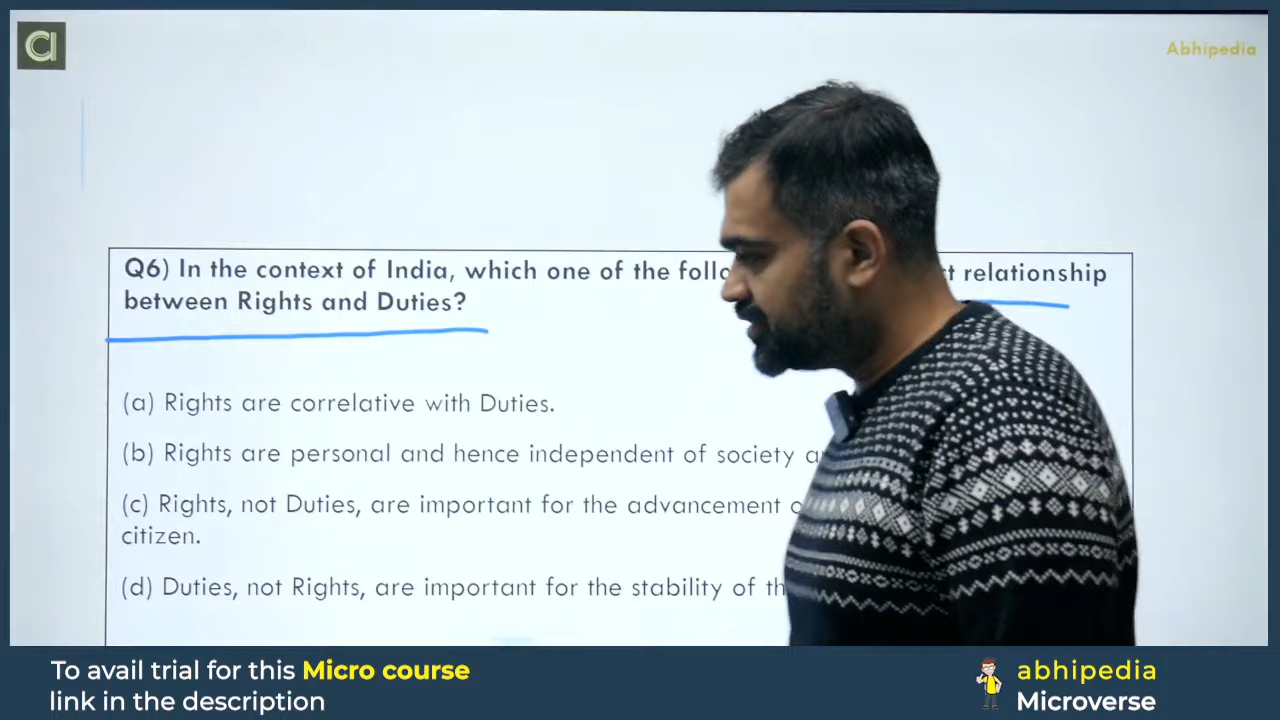 Abhipedia
Q6) In the context of India, which one of the relationship
between Rights and Duties?
(a) Rights are correlative with Duties.
(b) Rights are personal and hence independent of society
(c) Rights, not Duties, are important for the advancement
citizen.
(d) Duties, not Rights, are important for the stability of
To avail trial for this Micro course
link in the description
abhipedia
Microverse